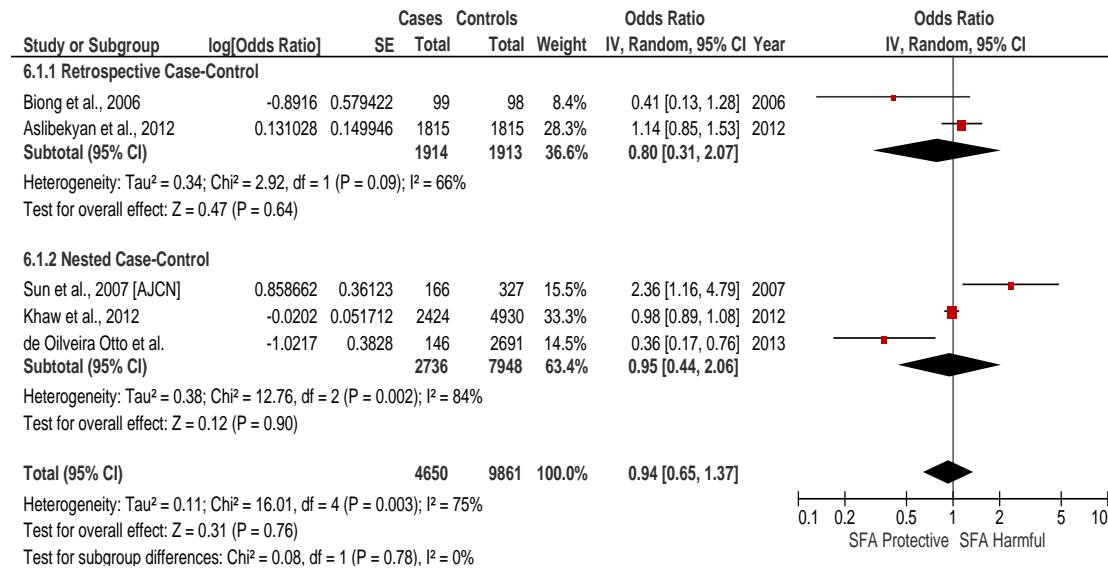 Cases Controls Odds Ratio Odds Ratio
Study or Subgroup log[Odds Ratio] SE Total Total Weight IV, Random, 95% CI Year IV, Random, 95% CI
6.1.1 Retrospective Case-Control
Biong et al., 2006 -0.8916 0.579422 99 98 8.4% 0.41 [0.13, 1.28] 2006
Aslibekyan et al., 2012 0.131028 0.149946 1815 1815 28.3% 1.14 [0.85, 1.53] 2012
Subtotal (95% CI) 1914 1913 36.6% 0.80 [0.31, 2.07]
Heterogeneity: Tau² = 0.34; Chi² = 2.92, df = 1 (P = 0.09); I² = 66%
Test for overall effect: Z = 0.47 (P = 0.64)
6.1.2 Nested Case-Control
Sun et al., 2007 [AJCN] 0.858662 0.36123 166 327 15.5% 2.36 [1.16, 4.79] 2007
Khaw et al., 2012 -0.0202 0.051712 2424 4930 33.3% 0.98 [0.89, 1.08] 2012
de Oilveira Otto et al. -1.0217 0.3828 146 2691 14.5% 0.36 [0.17, 0.76] 2013
Subtotal (95% CI) 2736 7948 63.4% 0.95 [0.44, 2.06]
Heterogeneity: Tau² = 0.38; Chi² = 12.76, df = 2 (P = 0.002); I² = 84%
Test for overall effect: Z = 0.12 (P = 0.90)
Total (95% CI) 4650 9861 100.0% 0.94 [0.65, 1.37]
Heterogeneity: Tau² = 0.11; Chi² = 16.01, df = 4 (P = 0.003); I² = 75%
Test for overall effect: Z = 0.31 (P = 0.76)
Test for subgroup differences: Chi² = 0.08, df = 1 (P = 0.78), I² = 0%
0.1 0.2 0.5 1 2 5 10
SFA Protective SFA Harmful